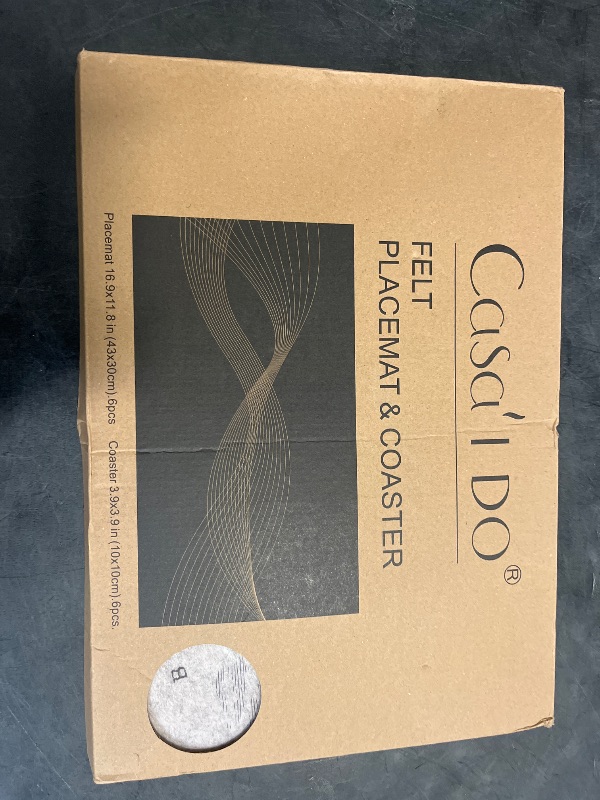 CaSa'I DO®
FELT
PLACEMAT & COASTER
Placemat 16.9x11.8 in (43x30cm).6pcs Coaster 3.9x3.9 in (10x10cm).6pcs.
B